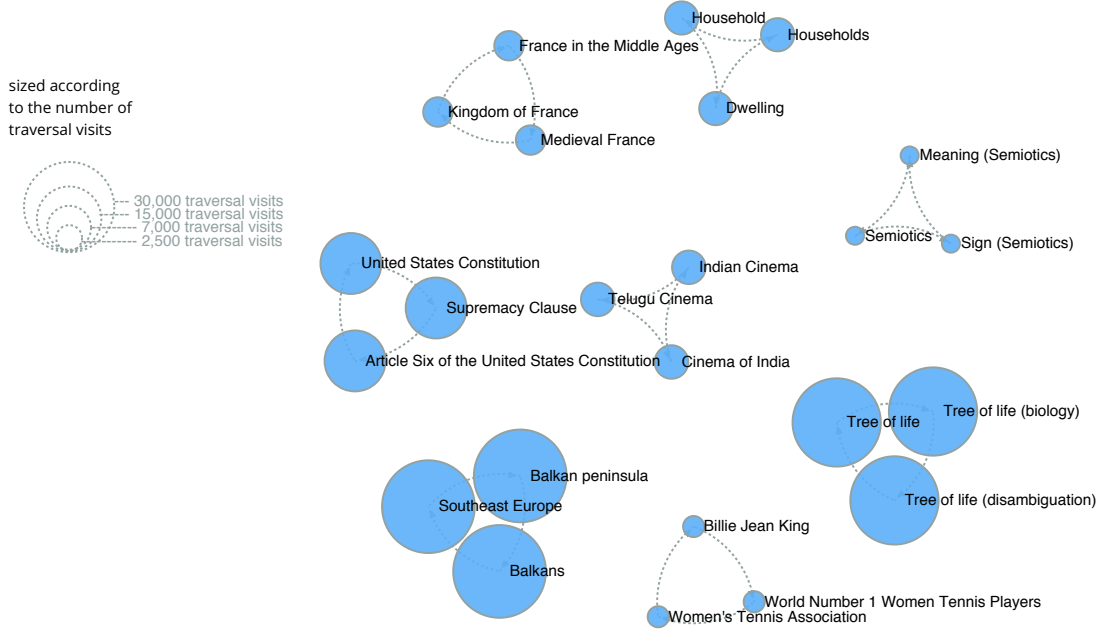 Household
Households
France in the Middle Ages
sized according
to the number of
traversal visits
Dwelling
Kingdom of France
Medieval France
Meaning (Semiotics)
30,000 traversal visits
15,000 traversal visits
7,000 traversal visits
2,500 traversal visits
Semiotics
Sign (Semiotics)
United States Constitution
Indian Cinema
Telugu Cinema
Supremacy Clause
Article Six of the United States Constitution
Cinema of India
Tree of life (biology)
Tree of life
Balkan peninsula
Tree of life (disambiguation)
Southeast Europe
Billie Jean King
Balkans
World Number 1 Women Tennis Players
Women's Tennis Association